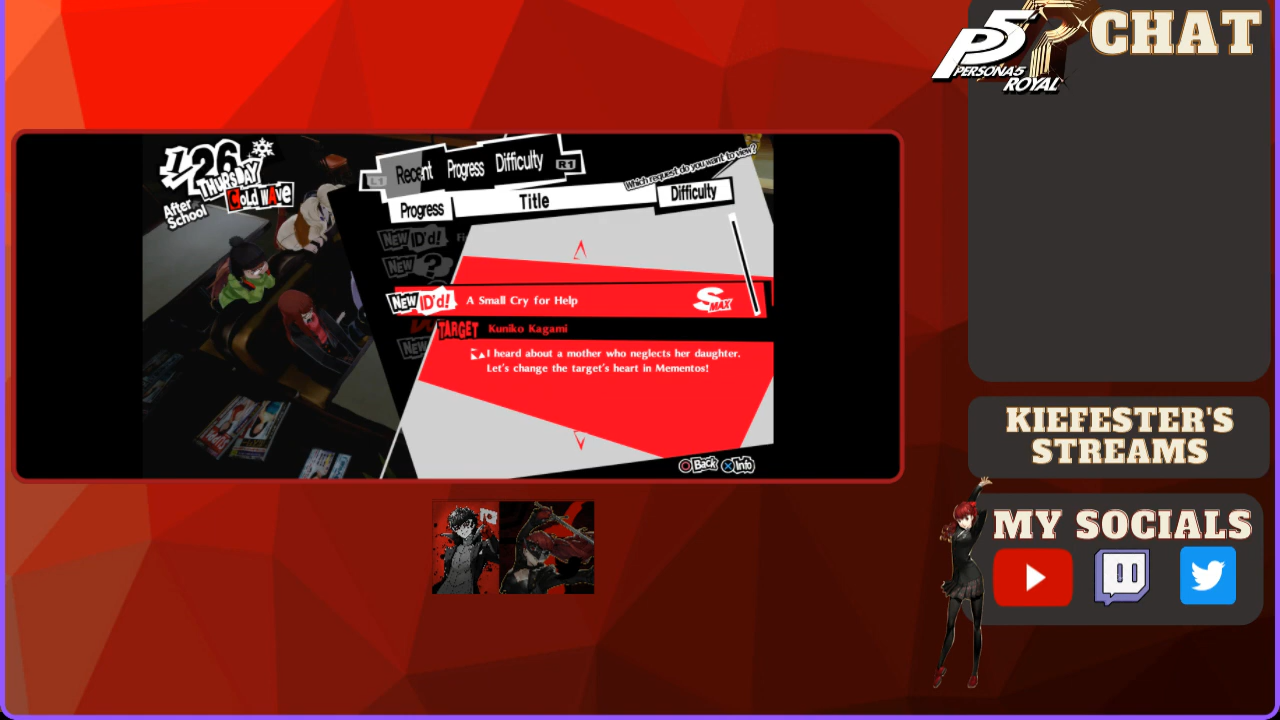 P5R
PERSONA5
ROYAL
CHAT
1/26
THURSDAY
Cold WAve
After
School
L1
Recent
Progress
Difficulty
R1
Which request do you want to view?
Progress
Title
Difficulty
NEW ID'd!
NEW ?
NEW ID'd!
A Small Cry for Help
S MAX
TARGET
Kuniko Kagami
I heard about a mother who neglects her daughter.
Let's change the target's heart in Mementos!
NEW
Back
Info
KIEFESTER'S
STREAMS
MY SOCIALS